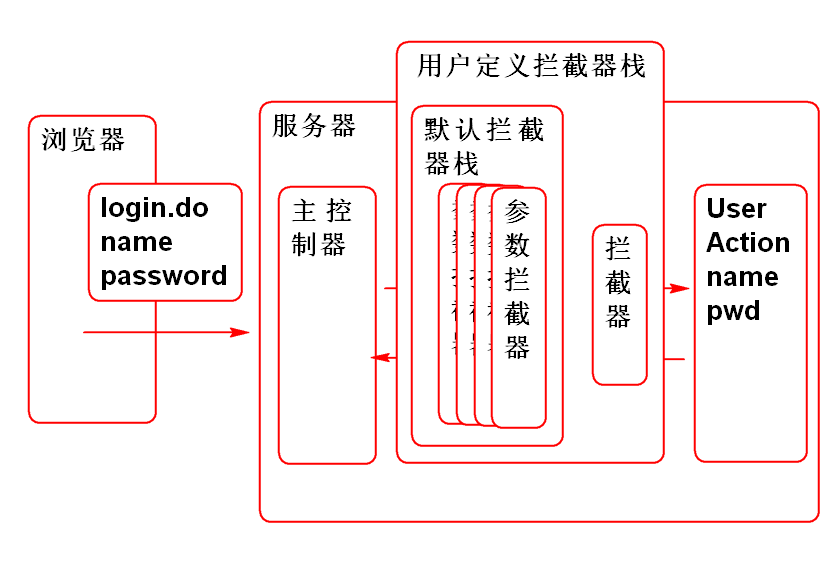 浏览器
login.do
name
password
服务器
主控
制器
用户定义拦截器栈
默认拦截
器栈
参
数
拦
截
器
拦
截
器
User
Action
name
pwd